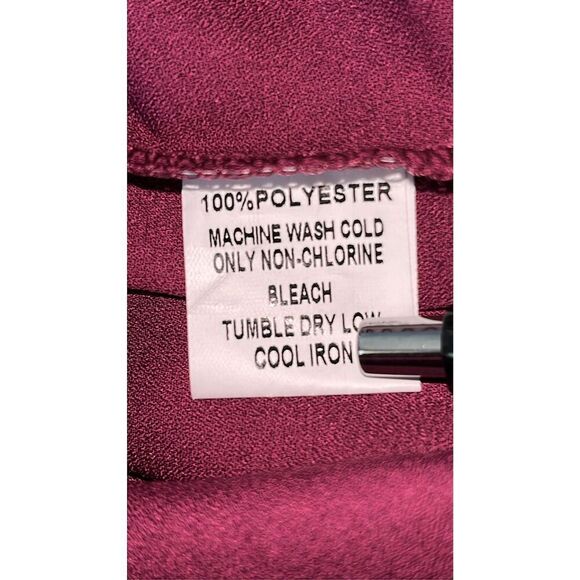 100%POLYESTER
MACHINE WASH COLD
ONLY NON-CHLORINE
BLEACH
TUMBLE DRY LOW
COOL IRON